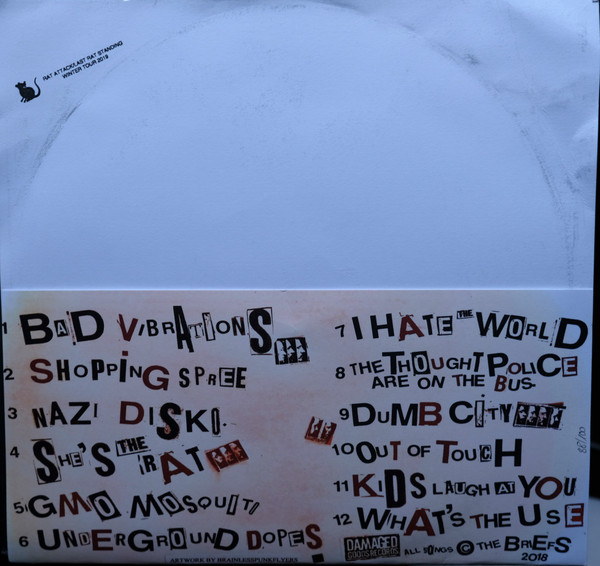 RAT ATTACK/LAST RAT STANDING
WINTER TOUR 2019
1 BAD VIBRATIONS
2 SHOPPING SPREE
3 NAZI DISKO
4 SHE'S THE RAT
5 GMO MOSQUITO
6 UNDERGROUND DOPES
7 I HATE THE WORLD
8 THE THOUGHT POLICE
ARE ON THE BUS
9 DUMB CITY
10 OUT OF TOUCH
11 KIDS LAUGH AT YOU
12 WHAT'S THE USE
DAMAGED
GOODS RECORDS
ALL SONGS © THE BRIEFS
2018
ARTWORK BY BRAINLESSPUNKFLYERS